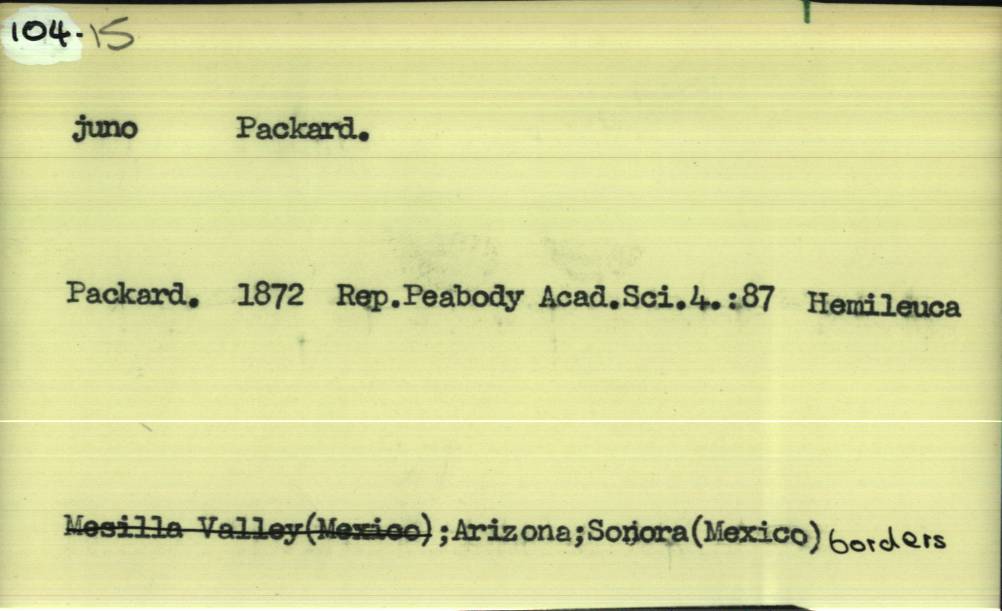 104.15
juno Packard.
Packard. 1872 Rep.Peabody Acad.Sci.4.:87 Hemileuca
Mesilla Valley(Mexico);Arizona;Sonora(Mexico) borders